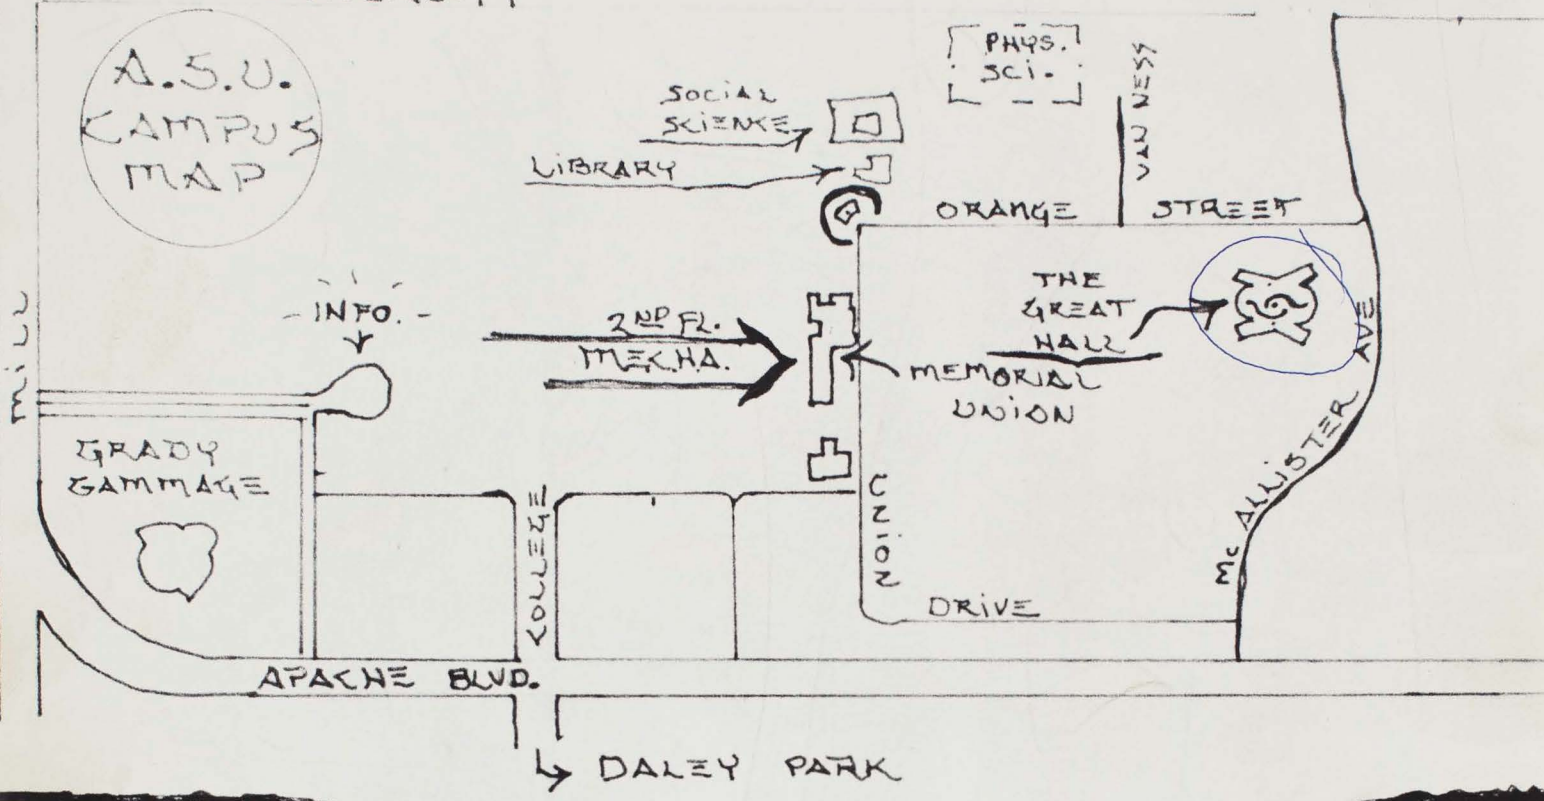 A.S.U.
CAMPUS
MAP
PHYS.
SCI.
SOCIAL
SCIENCE
LIBRARY
VAN NESS
ORANGE STREET
INFO.
MILL
2ND FL.
MECHA.
THE
GREAT
HALL
MEMORIAL
UNION
McALLISTER AVE
GRADY
GAMMAGE
COLLEGE
UNION DRIVE
APACHE BLVD.
DALEY PARK